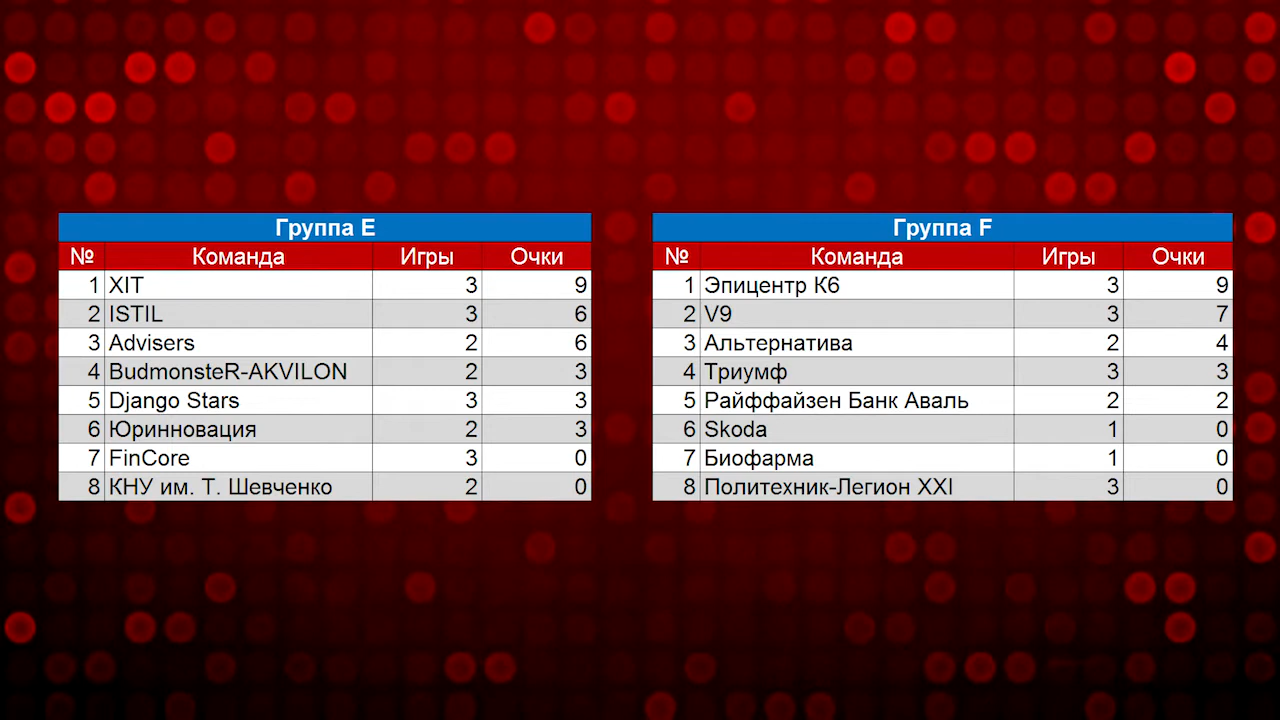 Группа E
№ Команда Игры Очки
1 ХІТ 3 9
2 ISTIL 3 6
3 Advisers 2 6
4 BudmonsteR-AKVILON 2 3
5 Django Stars 3 3
6 Юринновация 2 3
7 FinCore 3 0
8 КНУ им. Т. Шевченко 2 0
Группа F
№ Команда Игры Очки
1 Эпицентр К6 3 9
2 V9 3 7
3 Альтернатива 2 4
4 Триумф 3 3
5 Райффайзен Банк Аваль 2 2
6 Skoda 1 0
7 Биофарма 1 0
8 Политехник-Легион XXI 3 0